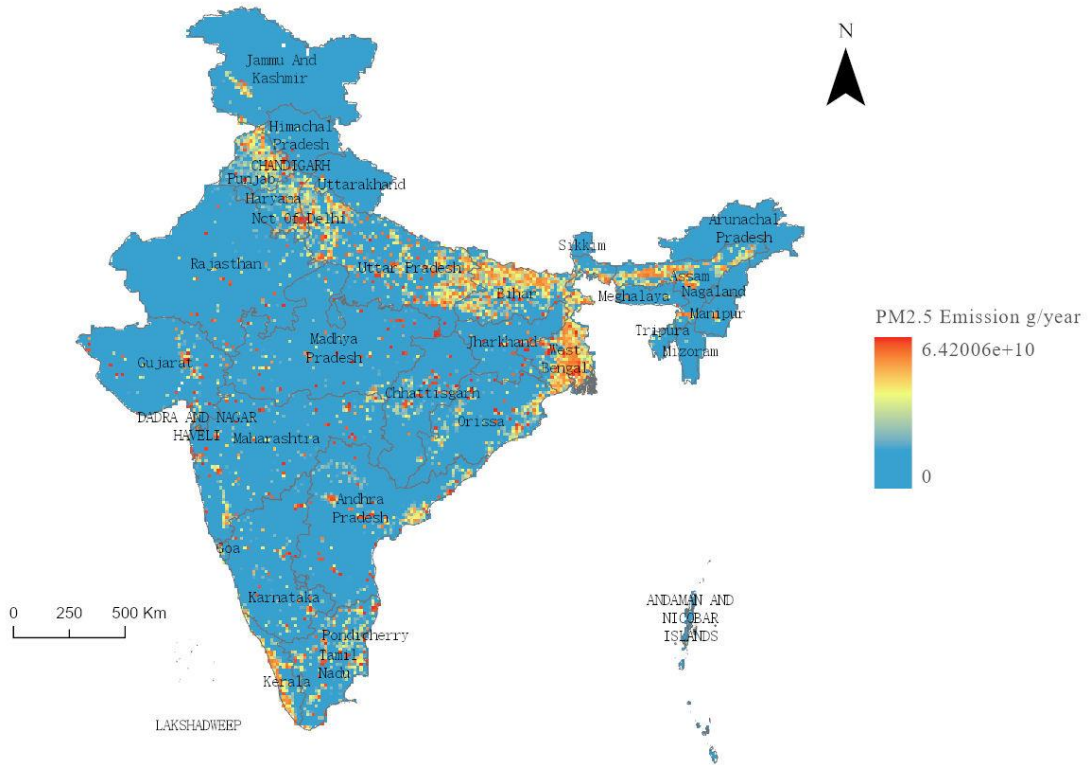 N
Jammu And
Kashmir
Himachal
Pradesh
CHANDIGARH
Punjab
Uttarakhand
Haryana
Nct Of Delhi
Arunachal
Pradesh
Sikkim
Rajasthan
Uttar Pradesh
Assam
Bihar
Meghalaya
Nagaland
Manipur
Tripura
Mizoram
PM2.5 Emission g/year
6.42006e+10
0
Madhya
Pradesh
Jharkhand
West
Bengal
Gujarat
Chhattisgarh
DADRA AND NAGAR
HAVELI
Orissa
Maharashtra
Andhra
Pradesh
Goa
Karnataka
0 250 500 Km
ANDAMAN AND
NICOBAR
ISLANDS
Pondicherry
Tamil
Nadu
Kerala
LAKSHADWEEP